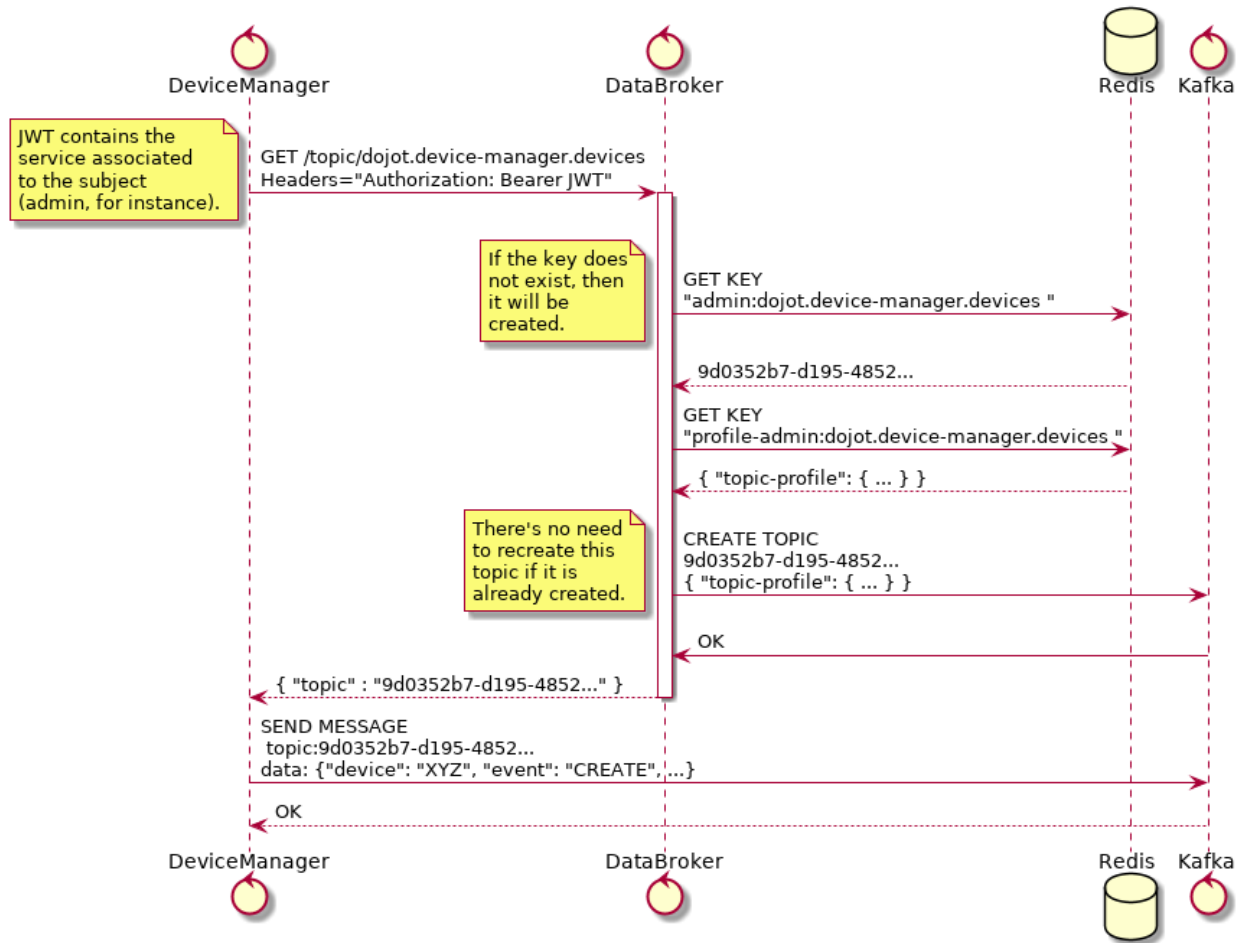 DeviceManager
DataBroker
Redis
Kafka
JWT contains the
service associated
to the subject
(admin, for instance).
GET /topic/dojot.device-manager.devices
Headers="Authorization: Bearer JWT"
If the key does
not exist, then
it will be
created.
GET KEY
"admin:dojot.device-manager.devices "
9d0352b7-d195-4852...
GET KEY
"profile-admin:dojot.device-manager.devices "
{ "topic-profile": { ... } }
There's no need
to recreate this
topic if it is
already created.
CREATE TOPIC
9d0352b7-d195-4852...
{ "topic-profile": { ... } }
OK
{ "topic" : "9d0352b7-d195-4852..." }
SEND MESSAGE
topic:9d0352b7-d195-4852...
data: {"device": "XYZ", "event": "CREATE", ...}
OK
DeviceManager
DataBroker
Redis
Kafka